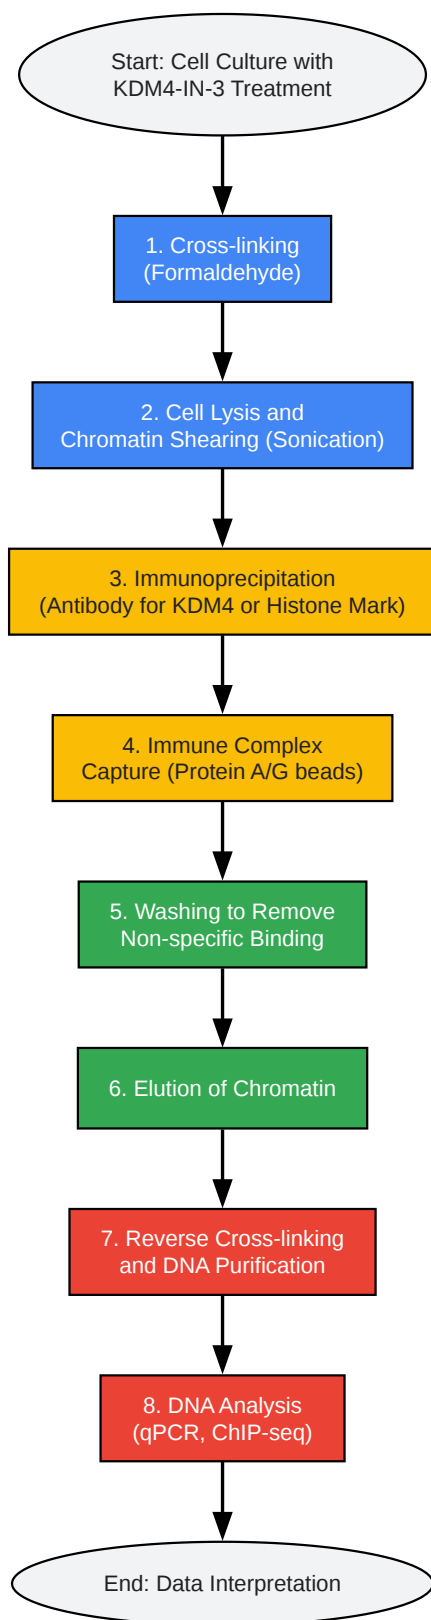 Start: Cell Culture with
KDM4-IN-3 Treatment
1. Cross-linking
(Formaldehyde)
2. Cell Lysis and
Chromatin Shearing (Sonication)
3. Immunoprecipitation
(Antibody for KDM4 or Histone Mark)
4. Immune Complex
Capture (Protein A/G beads)
5. Washing to Remove
Non-specific Binding
6. Elution of Chromatin
7. Reverse Cross-linking
and DNA Purification
8. DNA Analysis
(qPCR, ChIP-seq)
End: Data Interpretation